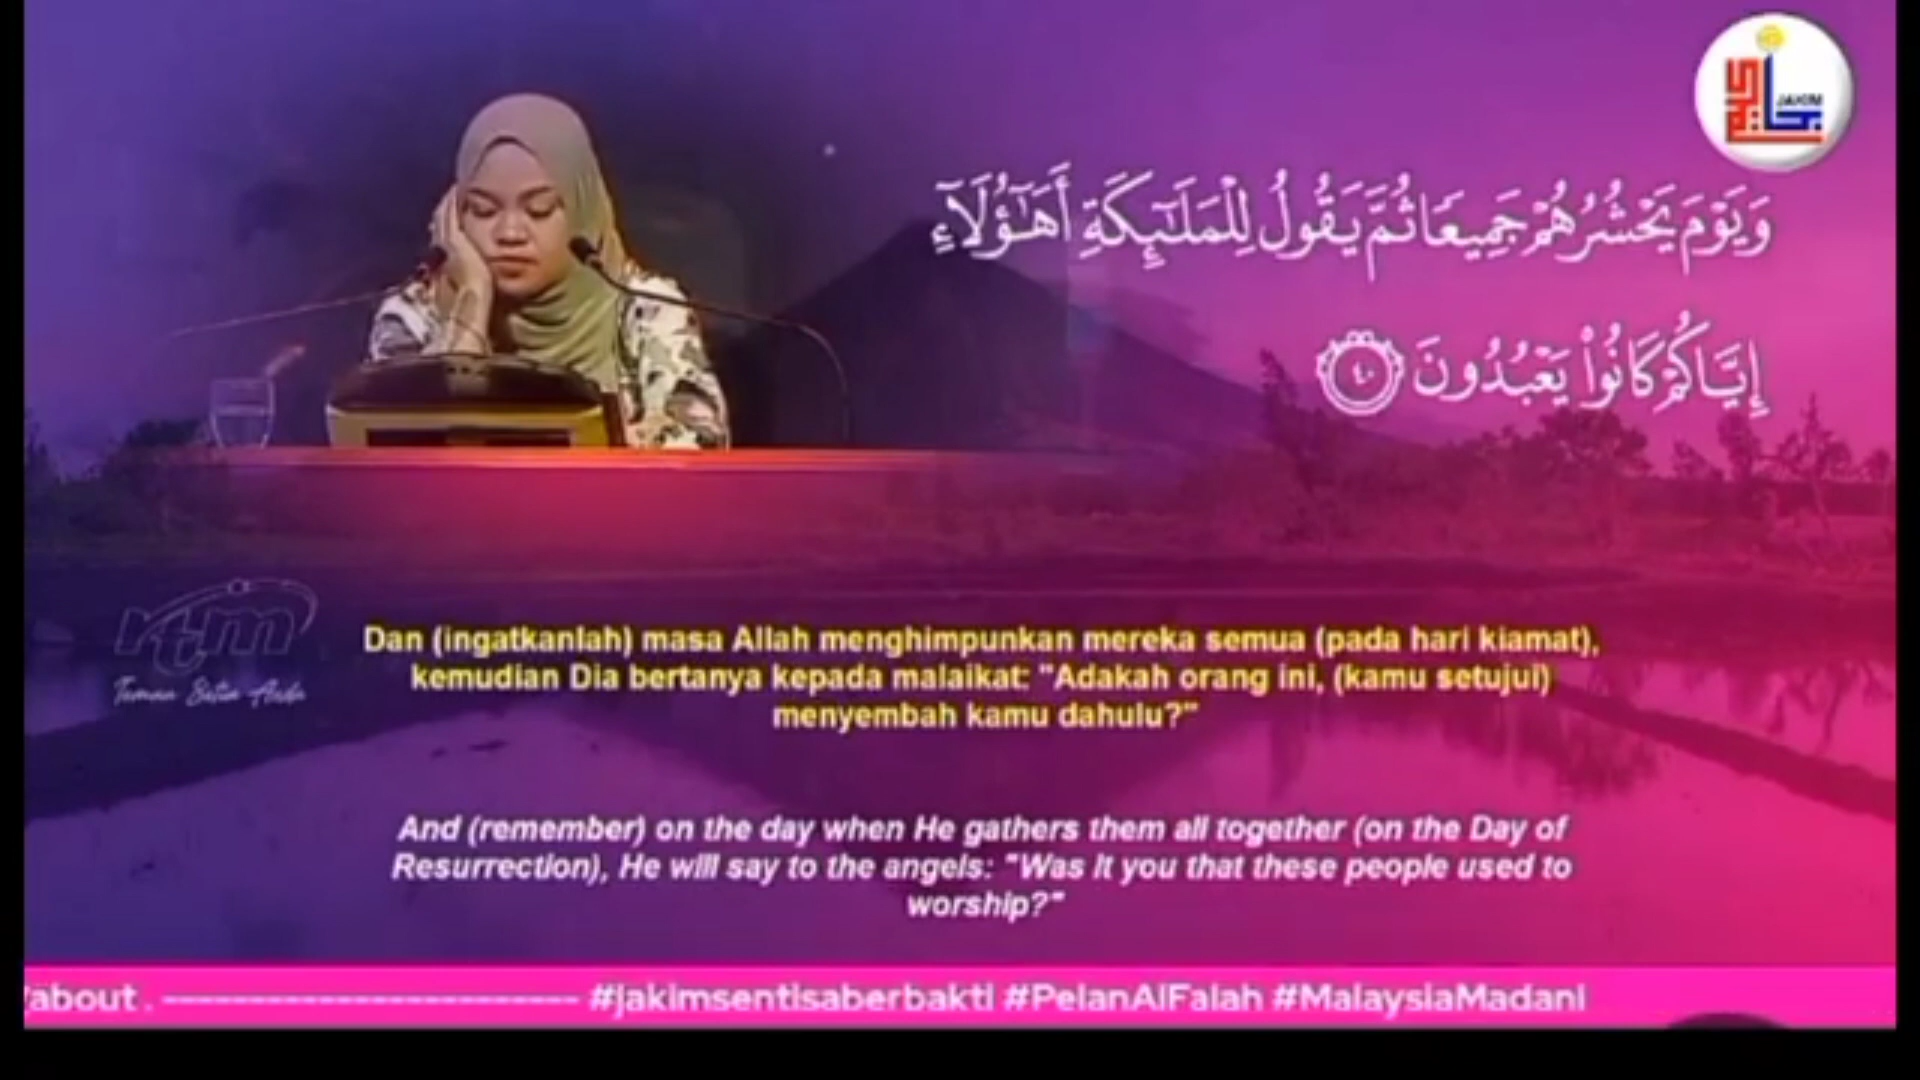 JAKIM
وَيَوْمَ يَحْشُرُهُمْ جَمِيعًا ثُمَّ يَقُولُ لِلْمَلَـٰٓئِكَةِ أَهَـٰٓؤُلَآءِ
إِيَّاكُمْ كَانُوا۟ يَعْبُدُونَ ٤٠
rtm
Teman Setia Anda
Dan (ingatkanlah) masa Allah menghimpunkan mereka semua (pada hari kiamat),
kemudian Dia bertanya kepada malaikat: "Adakah orang ini, (kamu setujui)
menyembah kamu dahulu?"
And (remember) on the day when He gathers them all together (on the Day of
Resurrection), He will say to the angels: "Was it you that these people used to
worship?"
/about . ------------------------ #jakimsentisaberbakti #PelanAlFalah #MalaysiaMadani